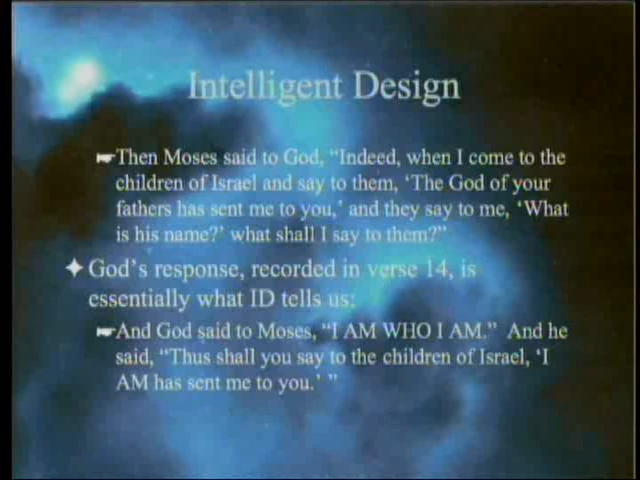 Intelligent Design
Then Moses said to God, “Indeed, when I come to the
children of Israel and say to them, ‘The God of your
fathers has sent me to you,’ and they say to me, ‘What
is his name?’ what shall I say to them?”
God’s response, recorded in verse 14, is
essentially what ID tells us:
And God said to Moses, “I AM WHO I AM.”  And he
said, “Thus shall you say to the children of Israel, ‘I
AM has sent me to you.’ ”